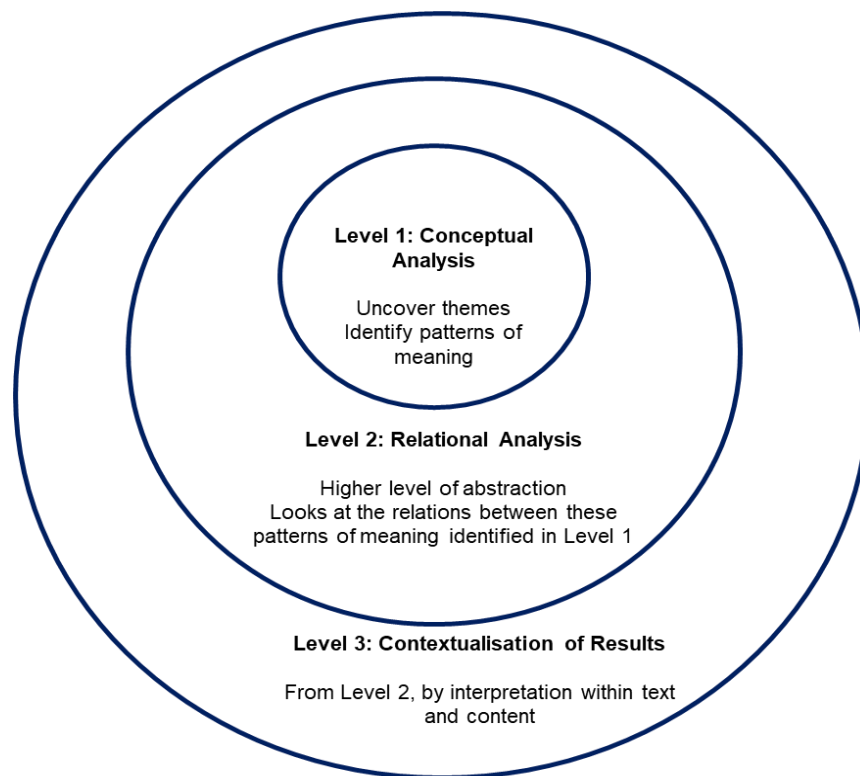 Level 1: Conceptual
Analysis
Uncover themes
Identify patterns of
meaning
Level 2: Relational Analysis
Higher level of abstraction
Looks at the relations between these
patterns of meaning identified in Level 1
Level 3: Contextualisation of Results
From Level 2, by interpretation within text
and content